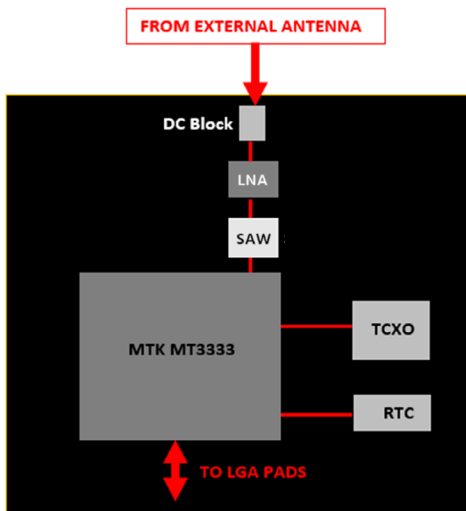 FROM EXTERNAL ANTENNA
DC Block
LNA
SAW
MTK MT3333
TCXO
RTC
TO LGA PADS